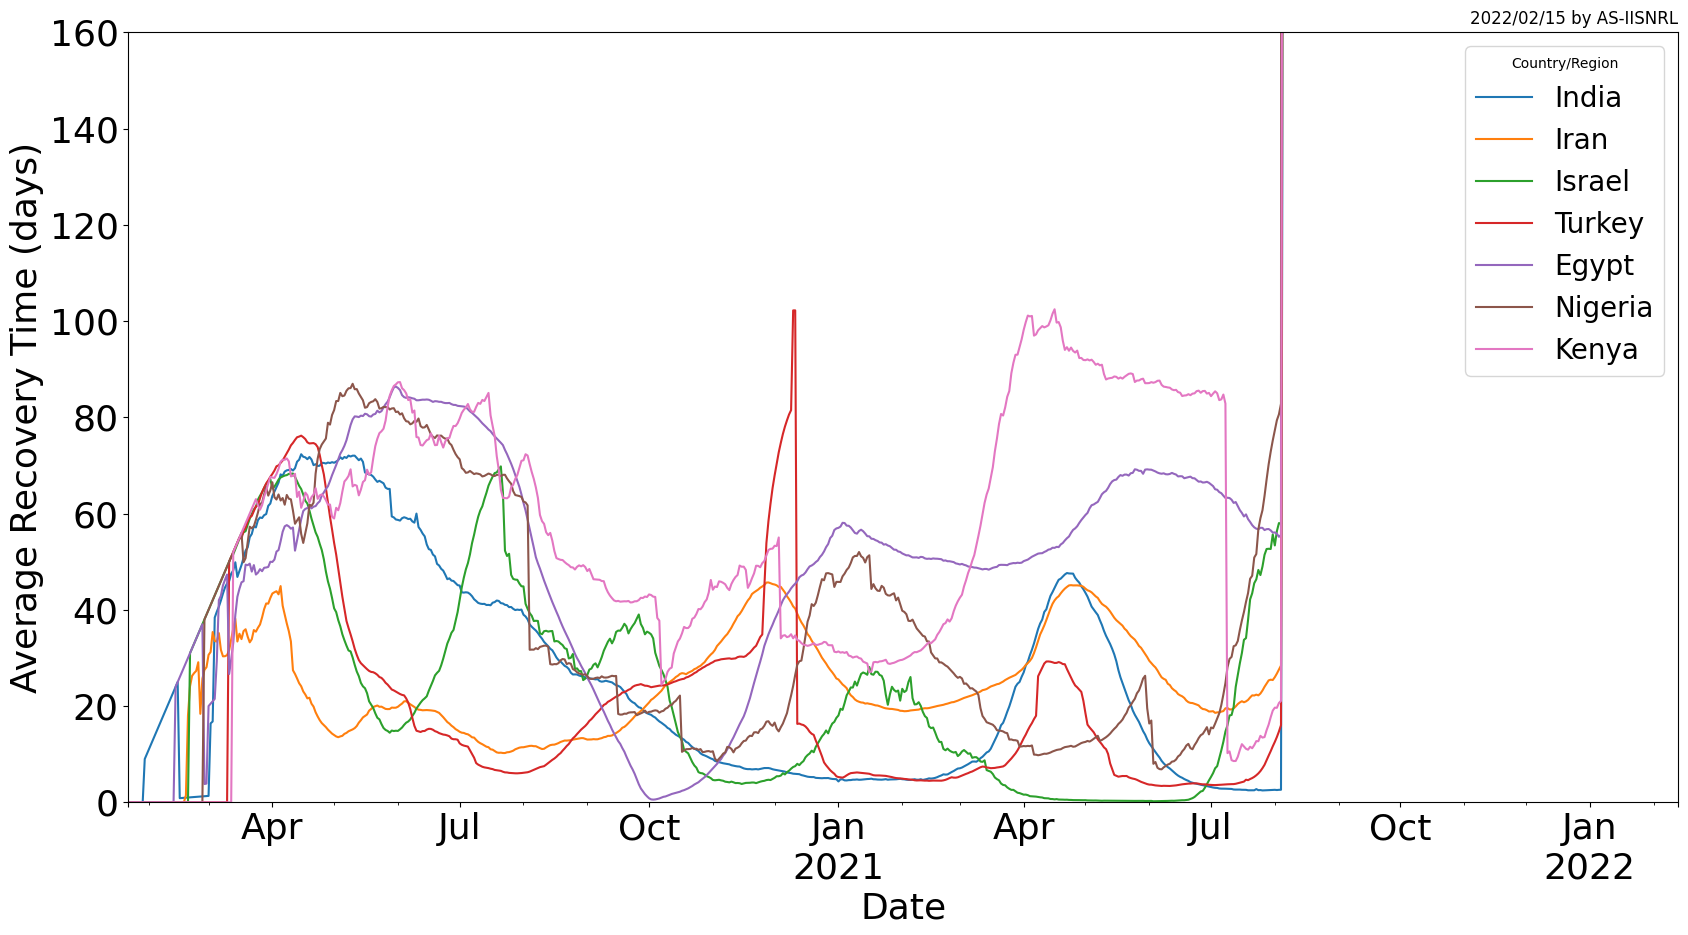 2022/02/15 by AS-IISNRL
Average Recovery Time (days)
160
140
120
100
80
60
40
20
0
Country/Region
India
Iran
Israel
Turkey
Egypt
Nigeria
Kenya
Apr Jul Oct Jan Apr Jul Oct Jan
2021 2022
Date